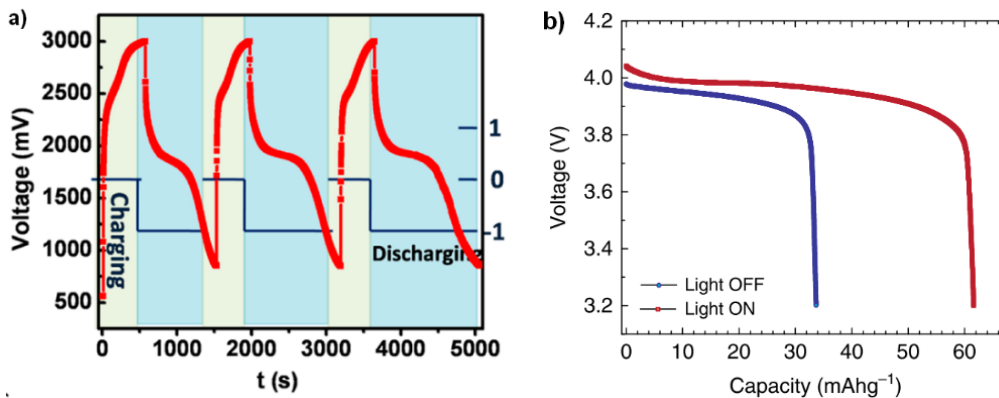 a)
Voltage (mV)
3000
2500
2000
1500
1000
500
1
0
-1
Charging
Discharging
0
1000
2000
3000
4000
5000
t (s)
b)
Voltage (V)
4.2
4.0
3.8
3.6
3.4
3.2
Light OFF
Light ON
0
10
20
30
40
50
60
Capacity (mAhg⁻¹)